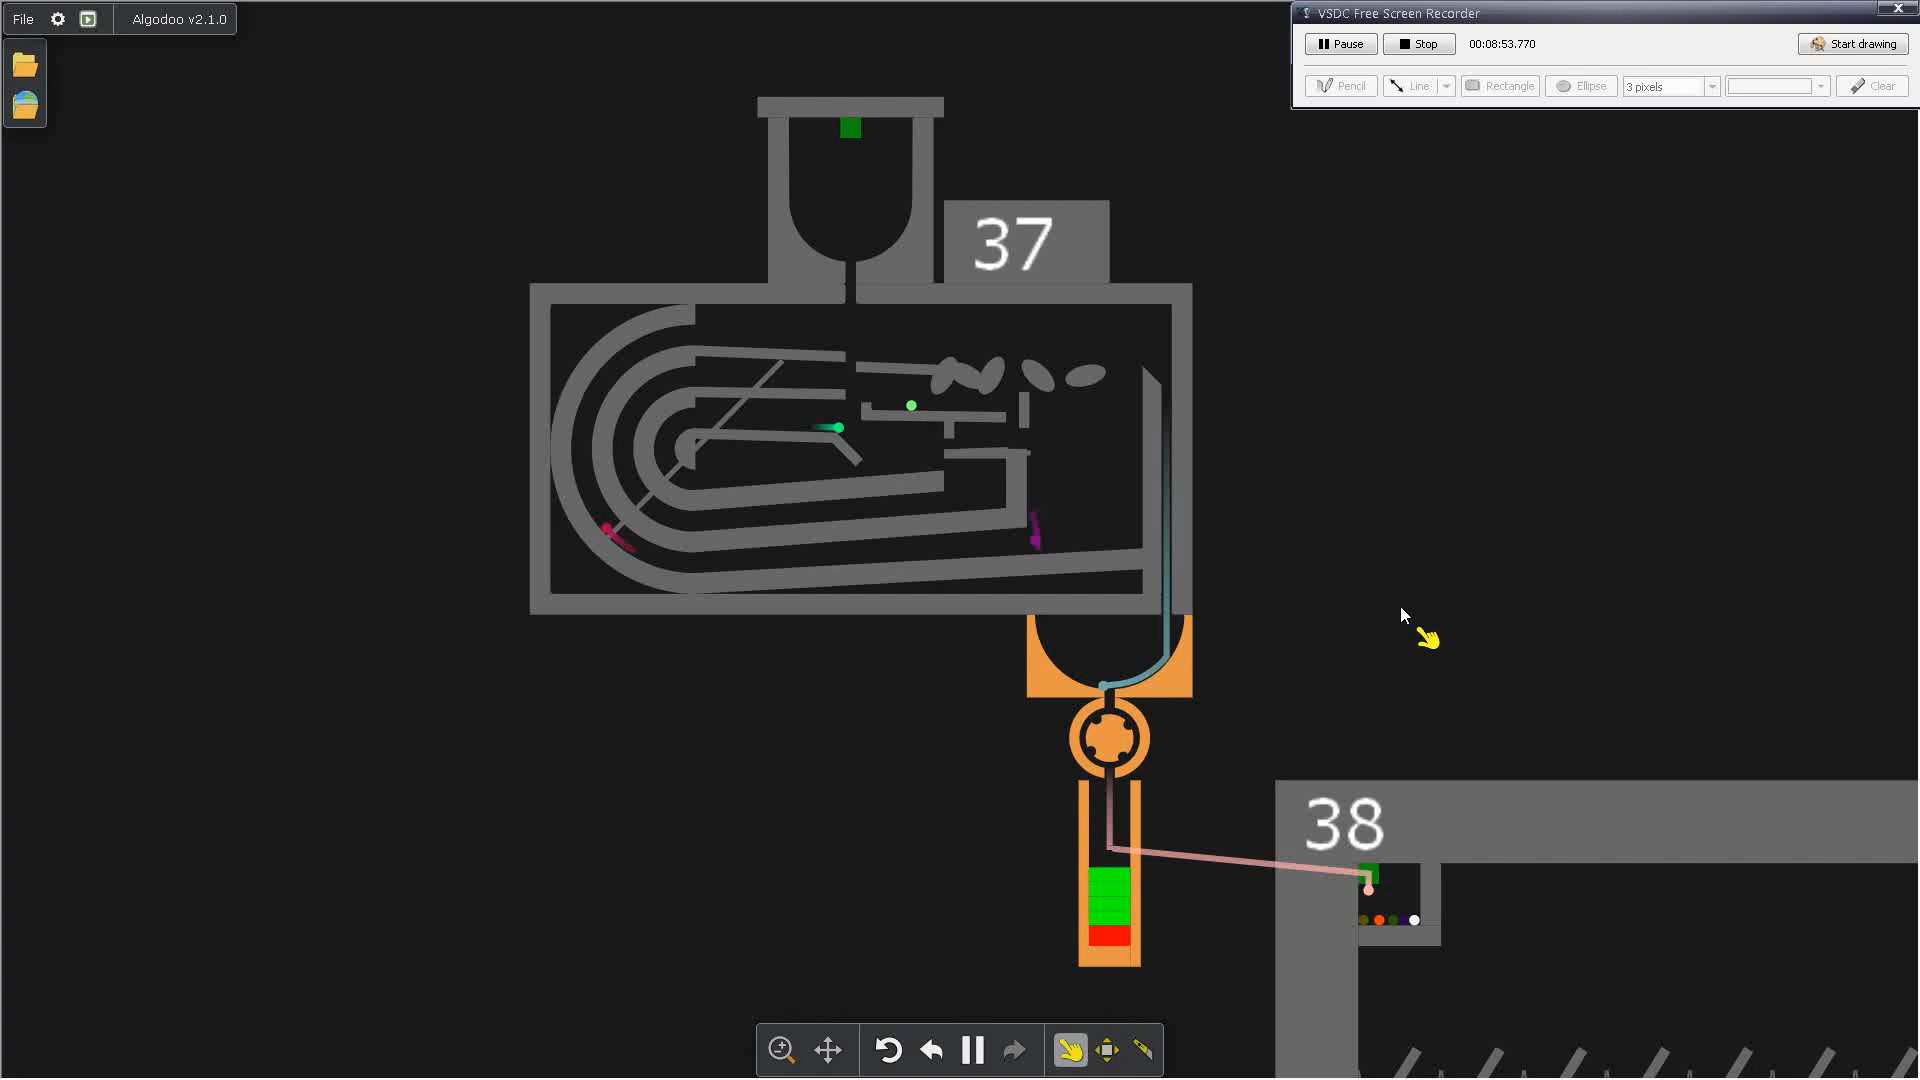 File
Algodoo v2.1.0
VSDC Free Screen Recorder
Pause
Stop
00:08:53.770
Start drawing
Pencil
Line
Rectangle
Ellipse
3 pixels
Clear
37
38